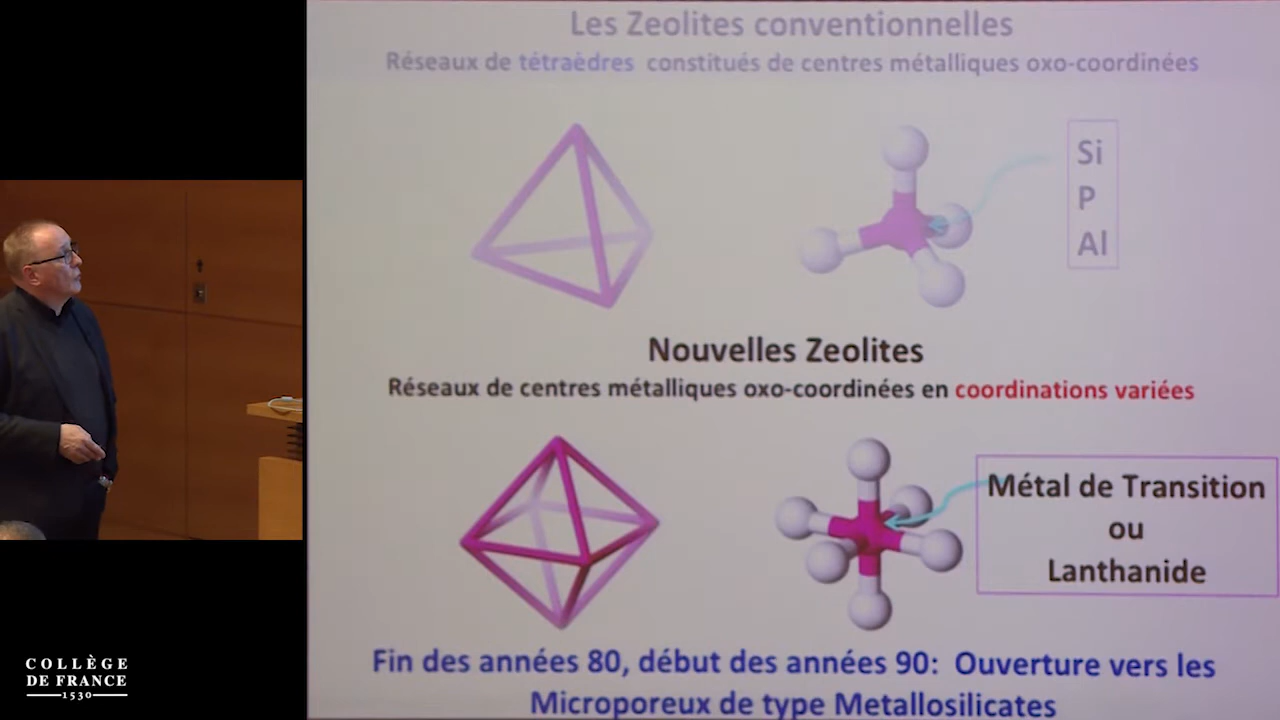 Les Zeolites conventionnelles
Réseaux de tétraèdres constitués de centres métalliques oxo-coordinées
Si
P
Al
Nouvelles Zeolites
Réseaux de centres métalliques oxo-coordinées en coordinations variées
Métal de Transition
ou
Lanthanide
Fin des années 80, début des années 90: Ouverture vers les
Microporeux de type Metallosilicates
COLLÈGE
DE FRANCE
1530